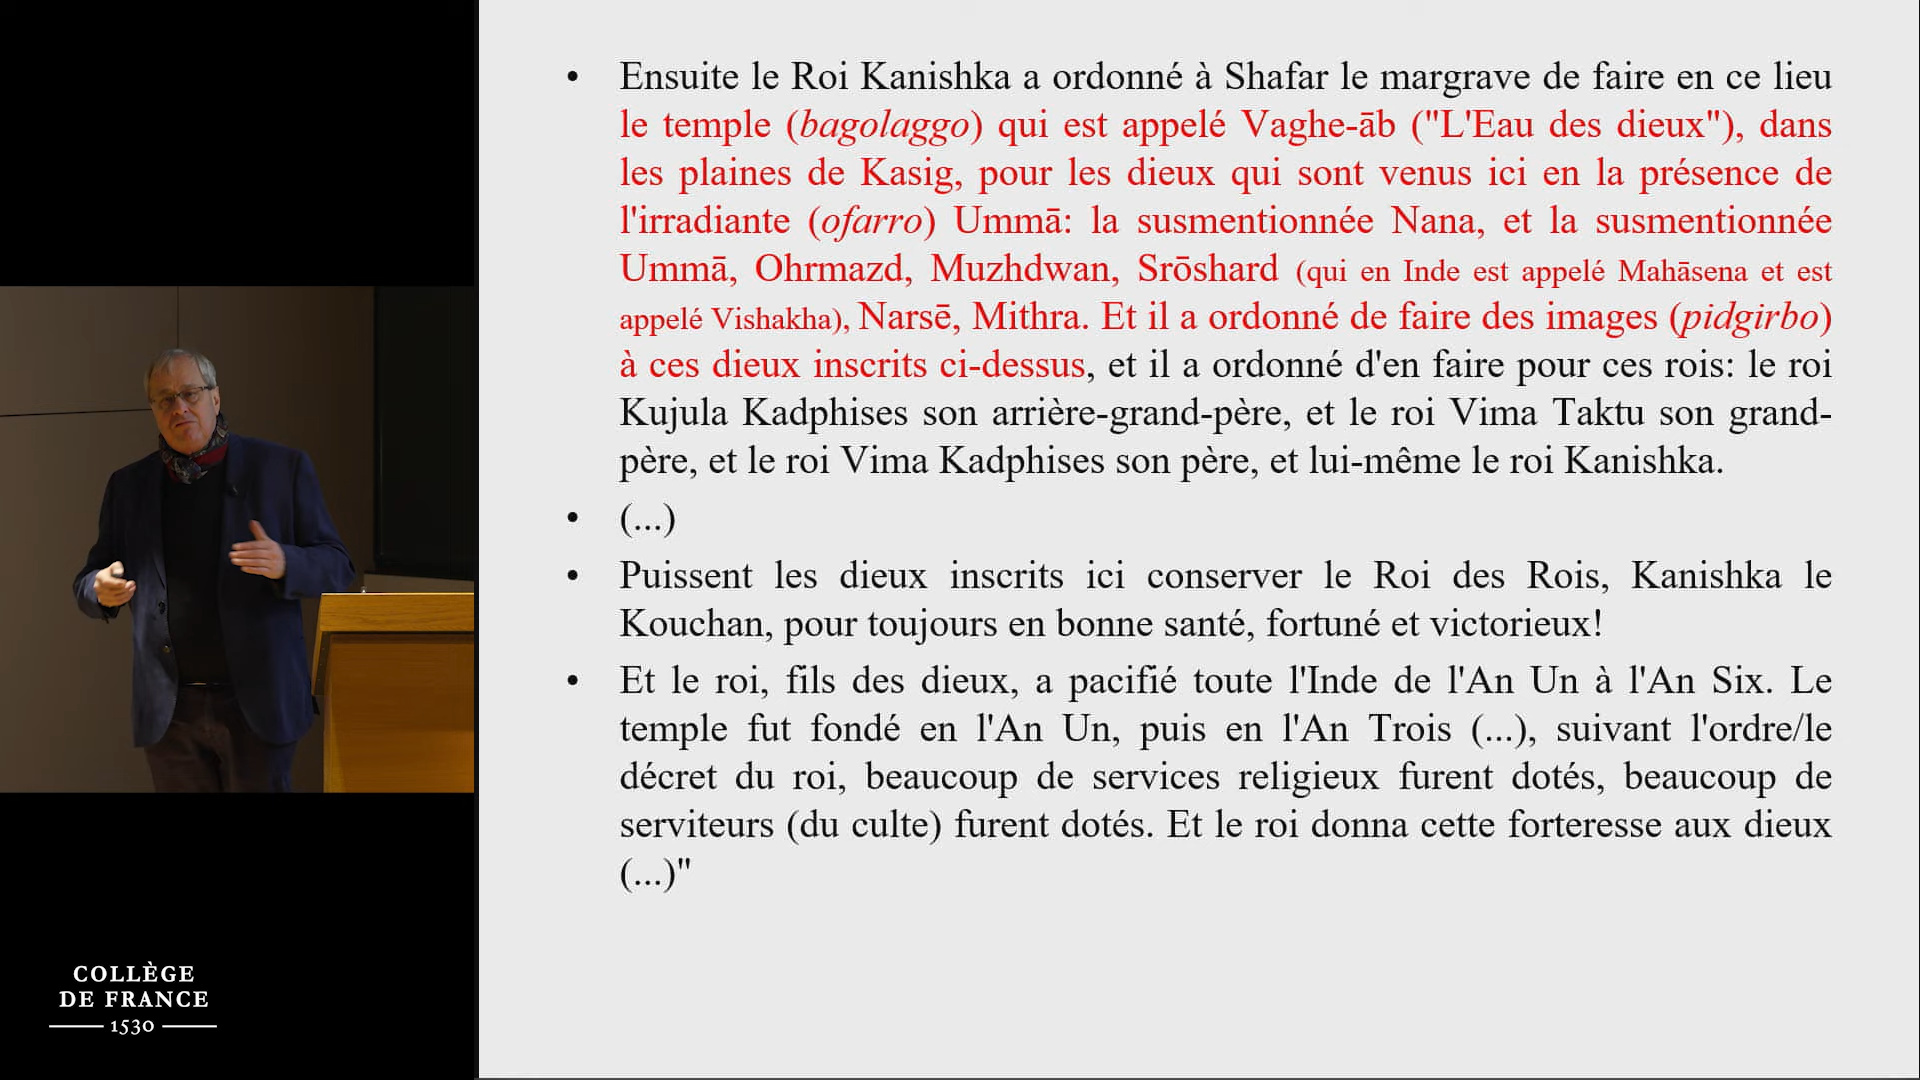 • Ensuite le Roi Kanishka a ordonné à Shafar le margrave de faire en ce lieu
le temple (bagolaggo) qui est appelé Vaghe-āb ("L'Eau des dieux"), dans
les plaines de Kasig, pour les dieux qui sont venus ici en la présence de
l'irradiante (ofarro) Ummā: la susmentionnée Nana, et la susmentionnée
Ummā, Ohrmazd, Muzhdwan, Srōshard (qui en Inde est appelé Mahāsena et est
appelé Vishakha), Narsē, Mithra. Et il a ordonné de faire des images (pidgirbo)
à ces dieux inscrits ci-dessus, et il a ordonné d'en faire pour ces rois: le roi
Kujula Kadphises son arrière-grand-père, et le roi Vima Taktu son grand-
père, et le roi Vima Kadphises son père, et lui-même le roi Kanishka.
• (...)
• Puissent les dieux inscrits ici conserver le Roi des Rois, Kanishka le
Kouchan, pour toujours en bonne santé, fortuné et victorieux!
• Et le roi, fils des dieux, a pacifié toute l'Inde de l'An Un à l'An Six. Le
temple fut fondé en l'An Un, puis en l'An Trois (...), suivant l'ordre/le
décret du roi, beaucoup de services religieux furent dotés, beaucoup de
serviteurs (du culte) furent dotés. Et le roi donna cette forteresse aux dieux
(...)"
COLLÈGE
DE FRANCE
1530